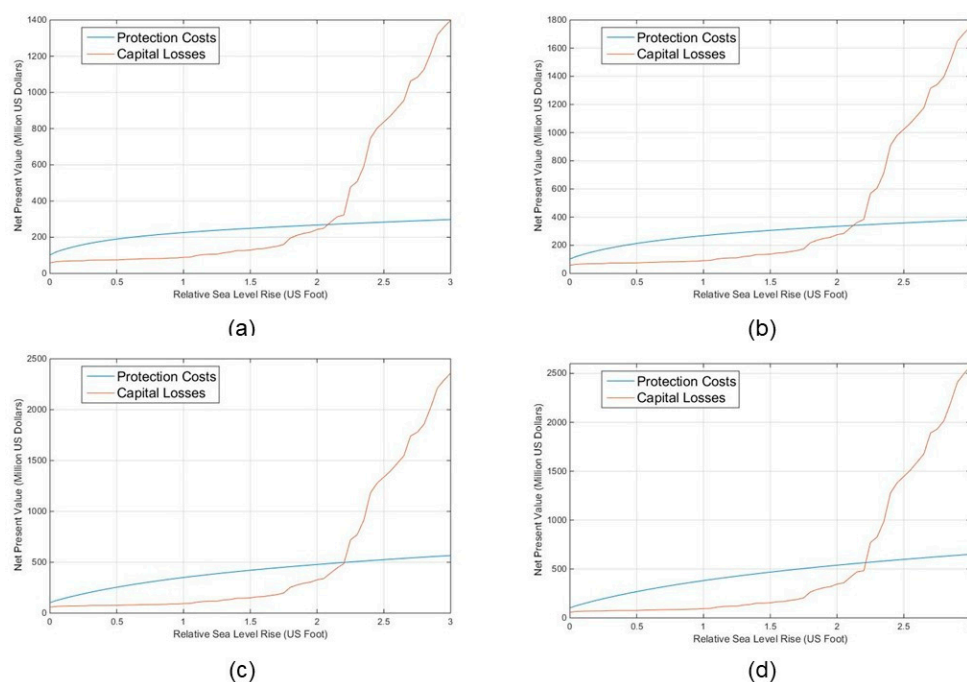 1400
1200
1000
800
600
400
200
0
Net Present Value (Million US Dollars)
Protection Costs
Capital Losses
0 0.5 1 1.5 2 2.5 3
Relative Sea Level Rise (US Foot)
(a)
1800
1600
1400
1200
1000
800
600
400
200
0
Net Present Value (Million US Dollars)
Protection Costs
Capital Losses
0 0.5 1 1.5 2 2.5
Relative Sea Level Rise (US Foot)
(b)
2500
2000
1500
1000
500
0
Net Present Value (Million US Dollars)
Protection Costs
Capital Losses
0 0.5 1 1.5 2 2.5 3
Relative Sea Level Rise (US Foot)
(c)
2500
2000
1500
1000
500
0
Net Present Value (Million US Dollars)
Protection Costs
Capital Losses
0 0.5 1 1.5 2 2.5
Relative Sea Level Rise (US Foot)
(d)